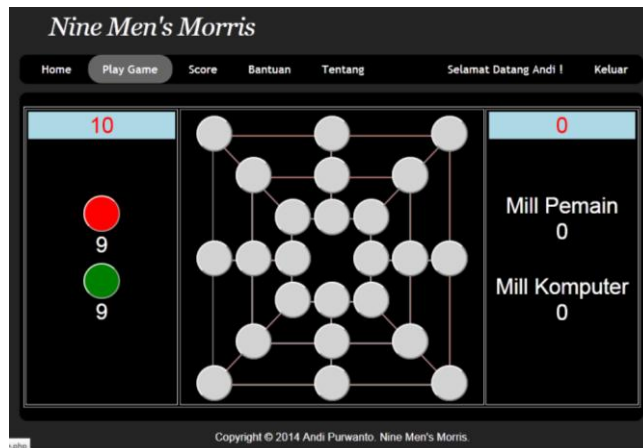 Nine Men's Morris
Home Play Game Score Bantuan Tentang Selamat Datang Andi ! Keluar
10
0
9
9
Mill Pemain
0
Mill Komputer
0
Copyright © 2014 Andi Purwanto. Nine Men's Morris.